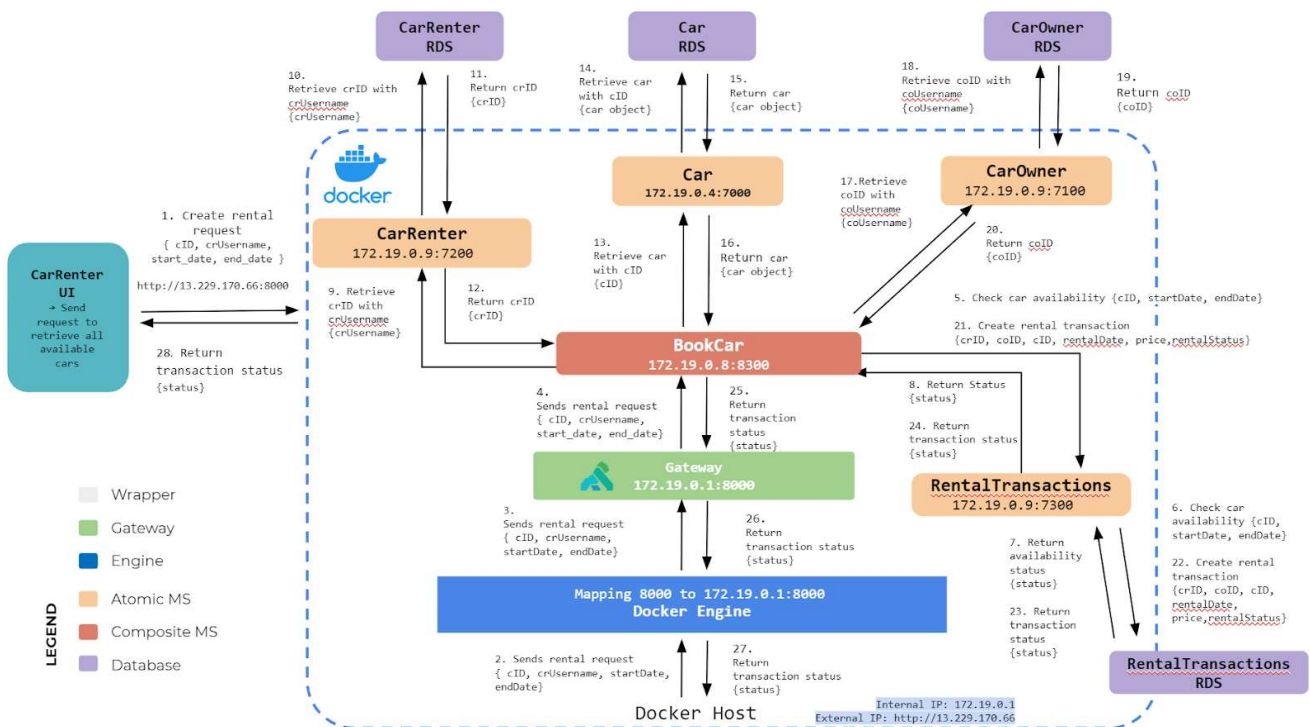 CarRenter
RDS
Car
RDS
CarOwner
RDS
10.
Retrieve crID with
crUsername
{crUsername}
11.
Return crID
{crID}
14.
Retrieve car
with cID
{car object}
15.
Return car
{car object}
18.
Retrieve coID with
coUsername
{coUsername}
19.
Return coID
{coID}
docker
Car
172.19.0.4:7000
CarOwner
172.19.0.9:7100
17.Retrieve
coID with
coUsername
{coUsername}
1. Create rental
request
{ cID, crUsername,
start_date, end_date }
http://13.229.170.66:8000
CarRenter
172.19.0.9:7200
13.
Retrieve car
with cID
{cID}
16.
Return car
{car object}
20.
Return coID
{coID}
CarRenter
UI
→ Send
request to
retrieve all
available
cars
9. Retrieve
crID with
crUsername
{crUsername}
12.
Return crID
{crID}
5. Check car availability {cID, startDate, endDate}
21. Create rental transaction
{crID, coID, cID, rentalDate, price,rentalStatus}
28. Return
transaction status
{status}
BookCar
172.19.0.8:8300
4.
Sends rental request
{ cID, crUsername,
start_date, end_date}
25.
Return
transaction
status
{status}
8. Return Status
{status}
24. Return
transaction status
{status}
Gateway
172.19.0.1:8000
RentalTransactions
172.19.0.9:7300
3.
Sends rental request
{ cID, crUsername,
startDate, endDate}
26.
Return
transaction status
{status}
7. Return
availability
status
{status}
23. Return
transaction
status
{status}
6. Check car
availability {cID,
startDate, endDate}
22. Create rental
transaction
{crID, coID, cID,
rentalDate,
price,rentalStatus}
Mapping 8000 to 172.19.0.1:8000
Docker Engine
2. Sends rental request
{ cID, crUsername, startDate,
endDate}
27.
Return
transaction status
{status}
RentalTransactions
RDS
Docker Host
Internal IP: 172.19.0.1
External IP: http://13.229.170.66
LEGEND
Wrapper
Gateway
Engine
Atomic MS
Composite MS
Database